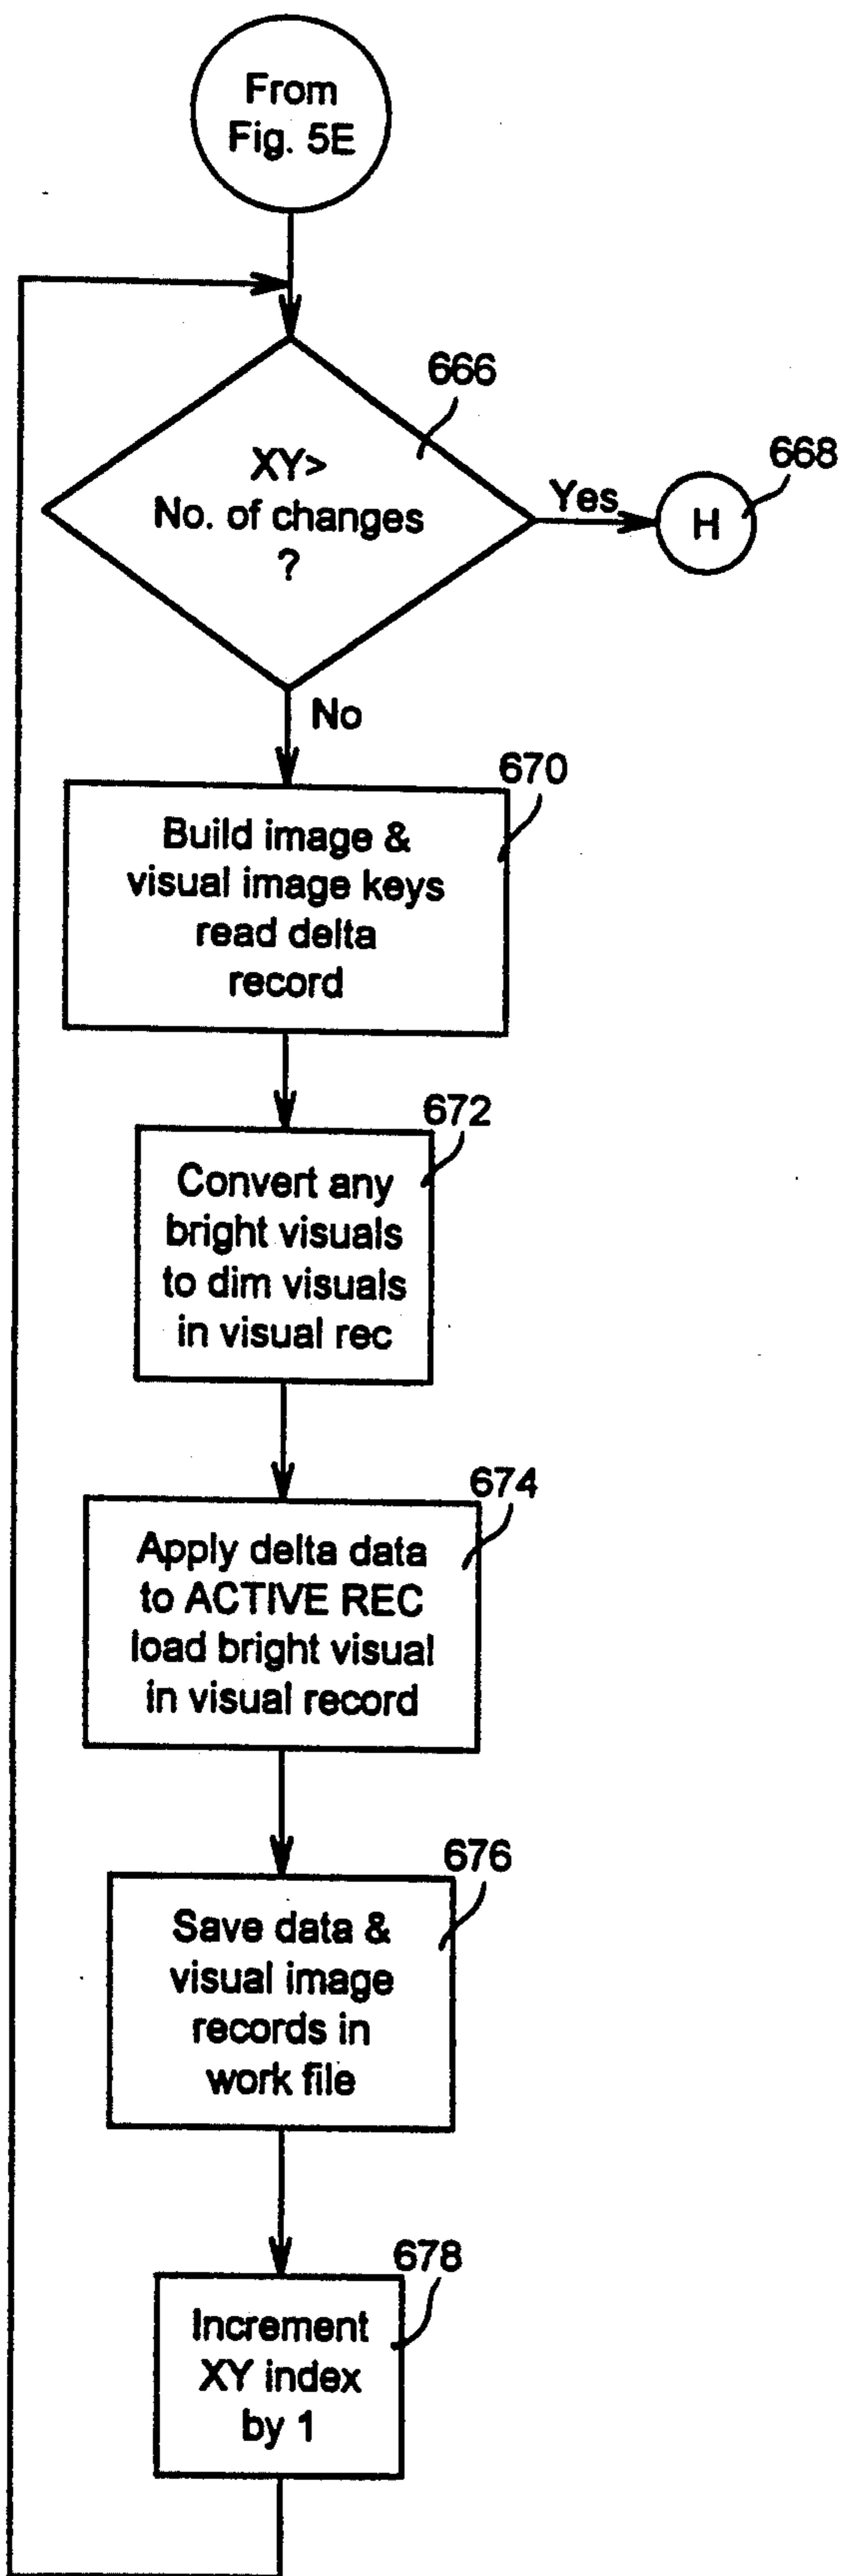 From
Fig. 5E
666
XY>
No. of changes
?
Yes
668
H
No
670
Build image &
visual image keys
read delta
record
672
Convert any
bright visuals
to dim visuals
in visual rec
674
Apply delta data
to ACTIVE REC
load bright visual
in visual record
676
Save data &
visual image
records in
work file
678
Increment
XY index
by 1